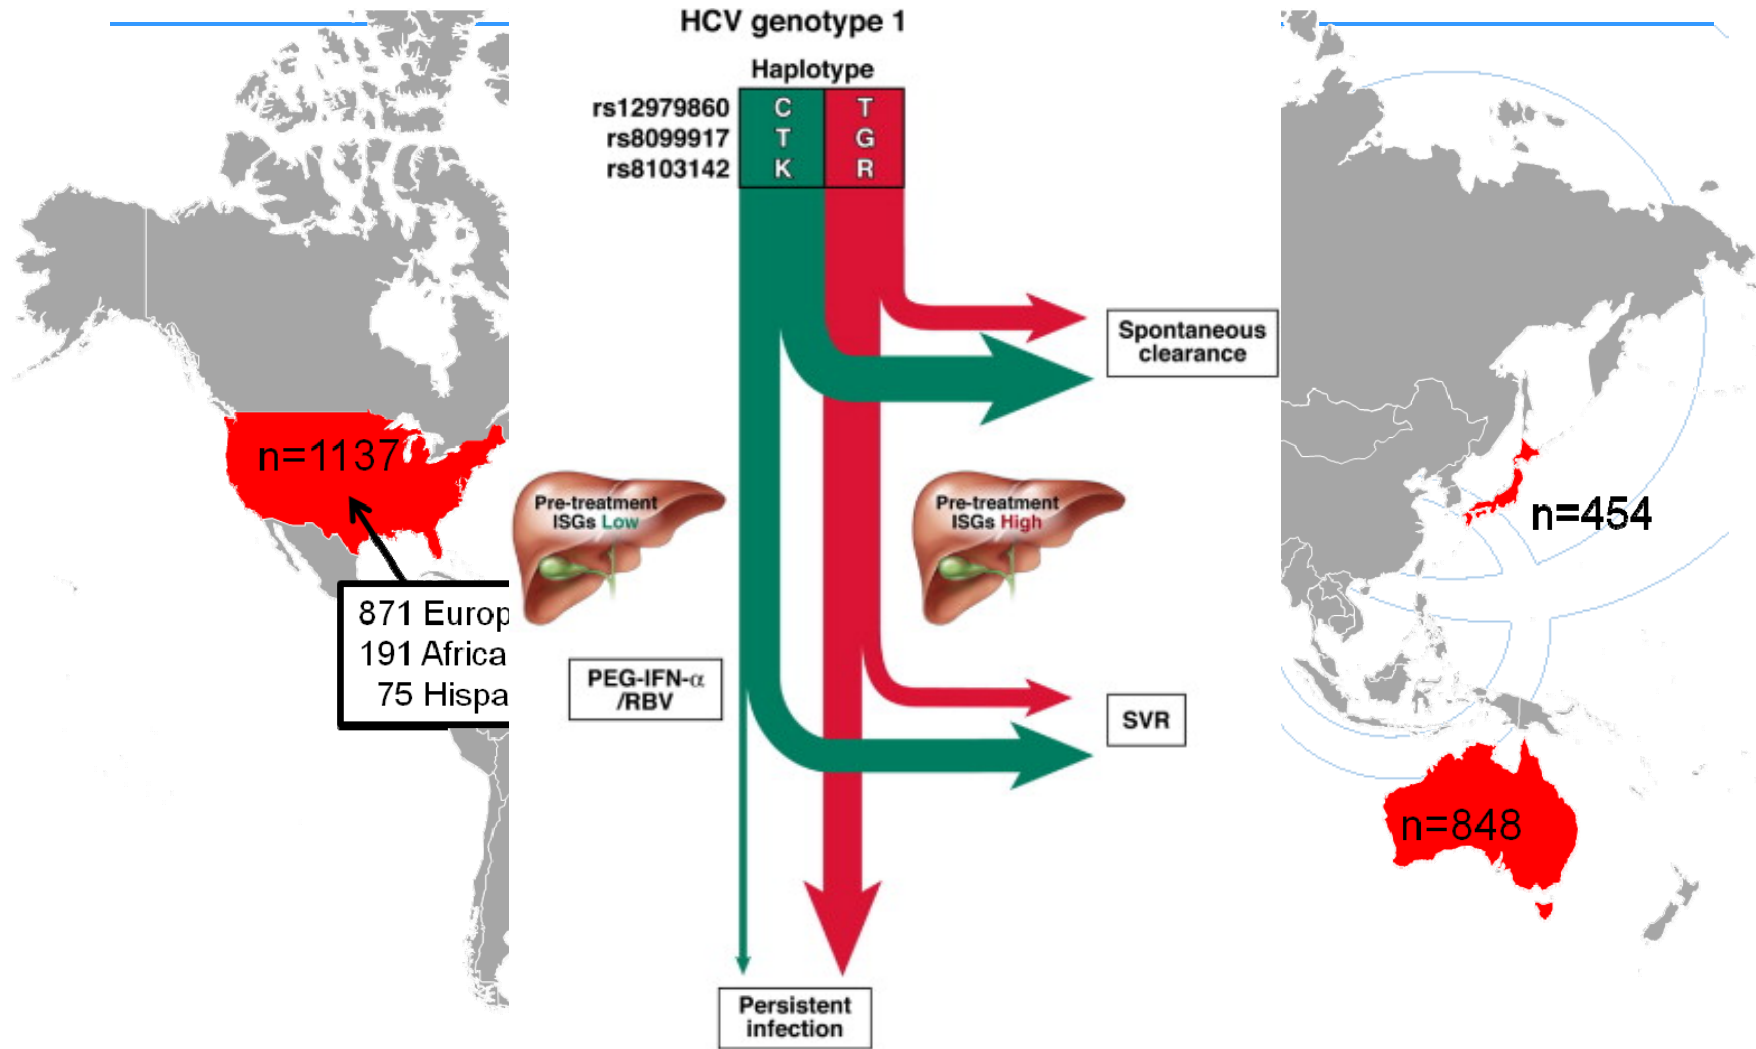 HCV genotype 1
Haplotype
rs12979860 C T
rs8099917 T G
rs8103142 K R
Spontaneous
clearance
n=1137
Pre-treatment
ISGs Low
Pre-treatment
ISGs High
n=454
871 Europ
191 Africa
75 Hispa
PEG-IFN-α
/RBV
SVR
n=848
Persistent
infection